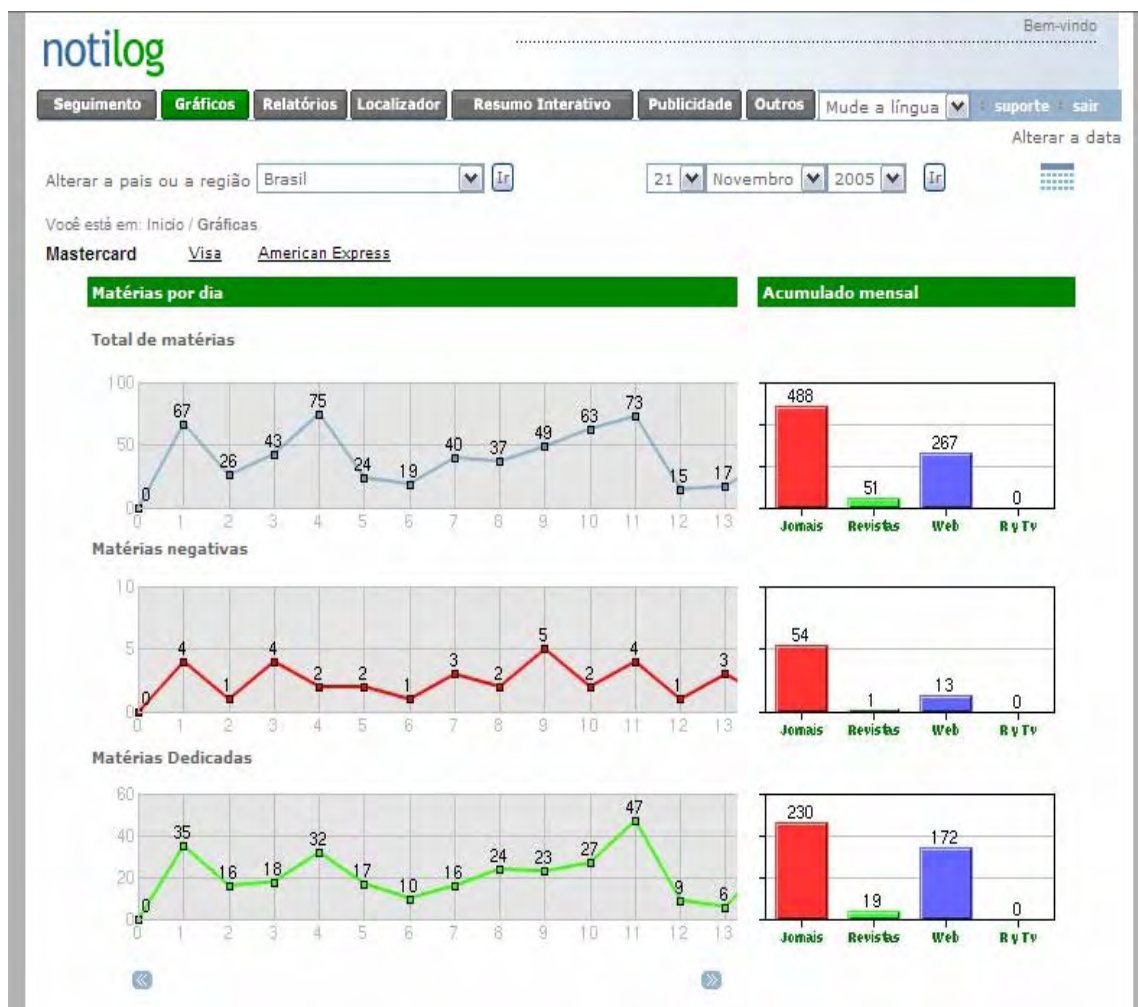 Bem-vindo
notilog
Seguimento Gráficos Relatórios Localizador Resumo Interativo Publicidade Outros Mude a língua suporte sair
Alterar a data
Alterar a pais ou a região Brasil Ir 21 Novembro 2005 Ir
Você está em: Inicio / Gráficas
Mastercard Visa American Express
Matérias por dia Acumulado mensal
Total de matérias
100
50
0
0 67 26 43 75 24 19 40 37 49 63 73 15 17
0 1 2 3 4 5 6 7 8 9 10 11 12 13
488 51 267 0
Jornais Revistas Web R y Tv
Matérias negativas
10
5
0
0 4 1 4 2 2 1 3 2 5 2 4 1 3
0 1 2 3 4 5 6 7 8 9 10 11 12 13
54 1 13 0
Jornais Revistas Web R y Tv
Matérias Dedicadas
60
40
20
0
0 35 16 18 32 17 10 16 24 23 27 47 9 6
0 1 2 3 4 5 6 7 8 9 10 11 12 13
230 19 172 0
Jornais Revistas Web R y Tv